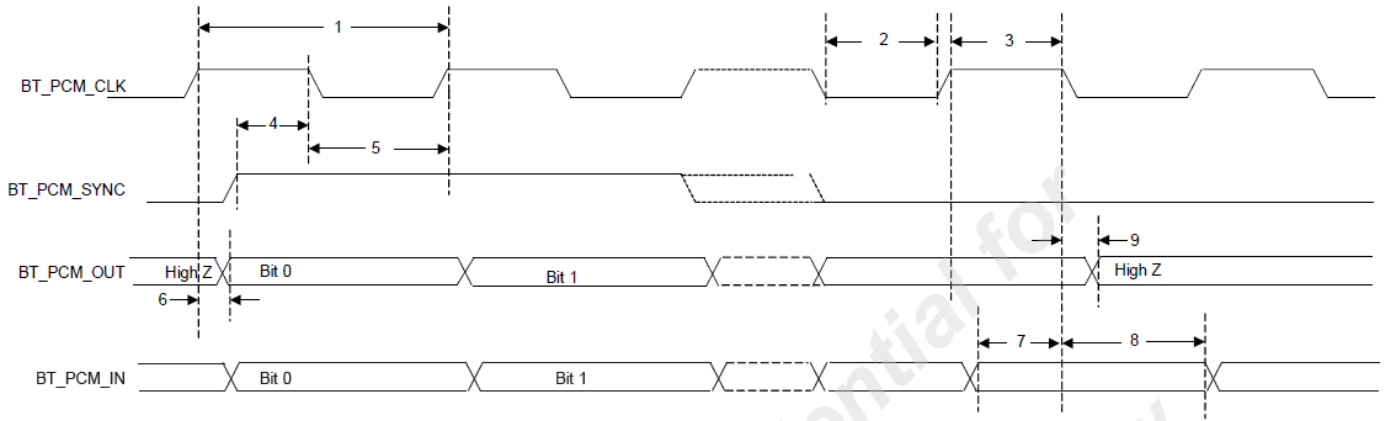 1
2
3
BT_PCM_CLK
4
5
BT_PCM_SYNC
9
BT_PCM_OUT
High Z
Bit 0
Bit 1
High Z
6
7
8
BT_PCM_IN
Bit 0
Bit 1
for